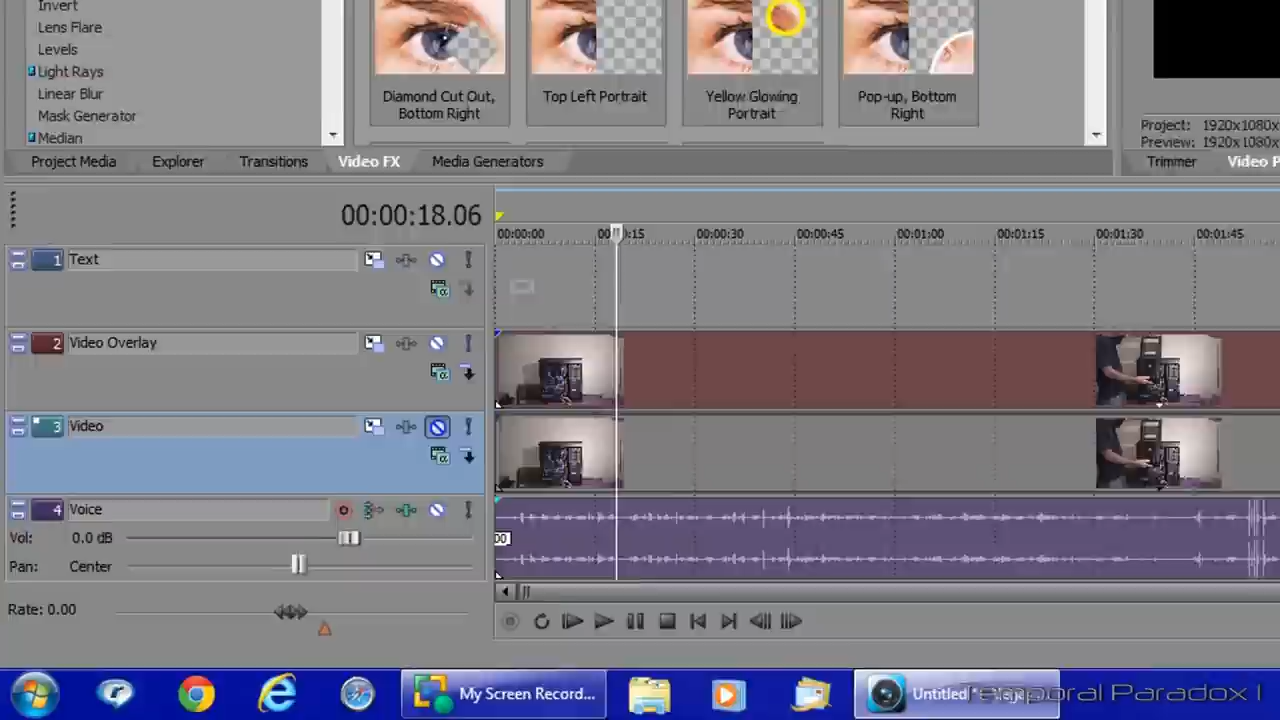 Invert
Lens Flare
Levels
Light Rays
Linear Blur
Mask Generator
Median
Diamond Cut Out,
Bottom Right
Top Left Portrait
Yellow Glowing
Portrait
Pop-up, Bottom
Right
Project: 1920x1080x
Preview: 1920x1080x
Project Media
Explorer
Transitions
Video FX
Media Generators
Trimmer
Video P
00:00:18.06
00:00:00
:15
00:00:30
00:00:45
00:01:00
00:01:15
00:01:30
00:01:45
1 Text
2 Video Overlay
3 Video
4 Voice
Vol: 0.0 dB
Pan: Center
Rate: 0.00
My Screen Record...
Untitled
Temporal Paradox I